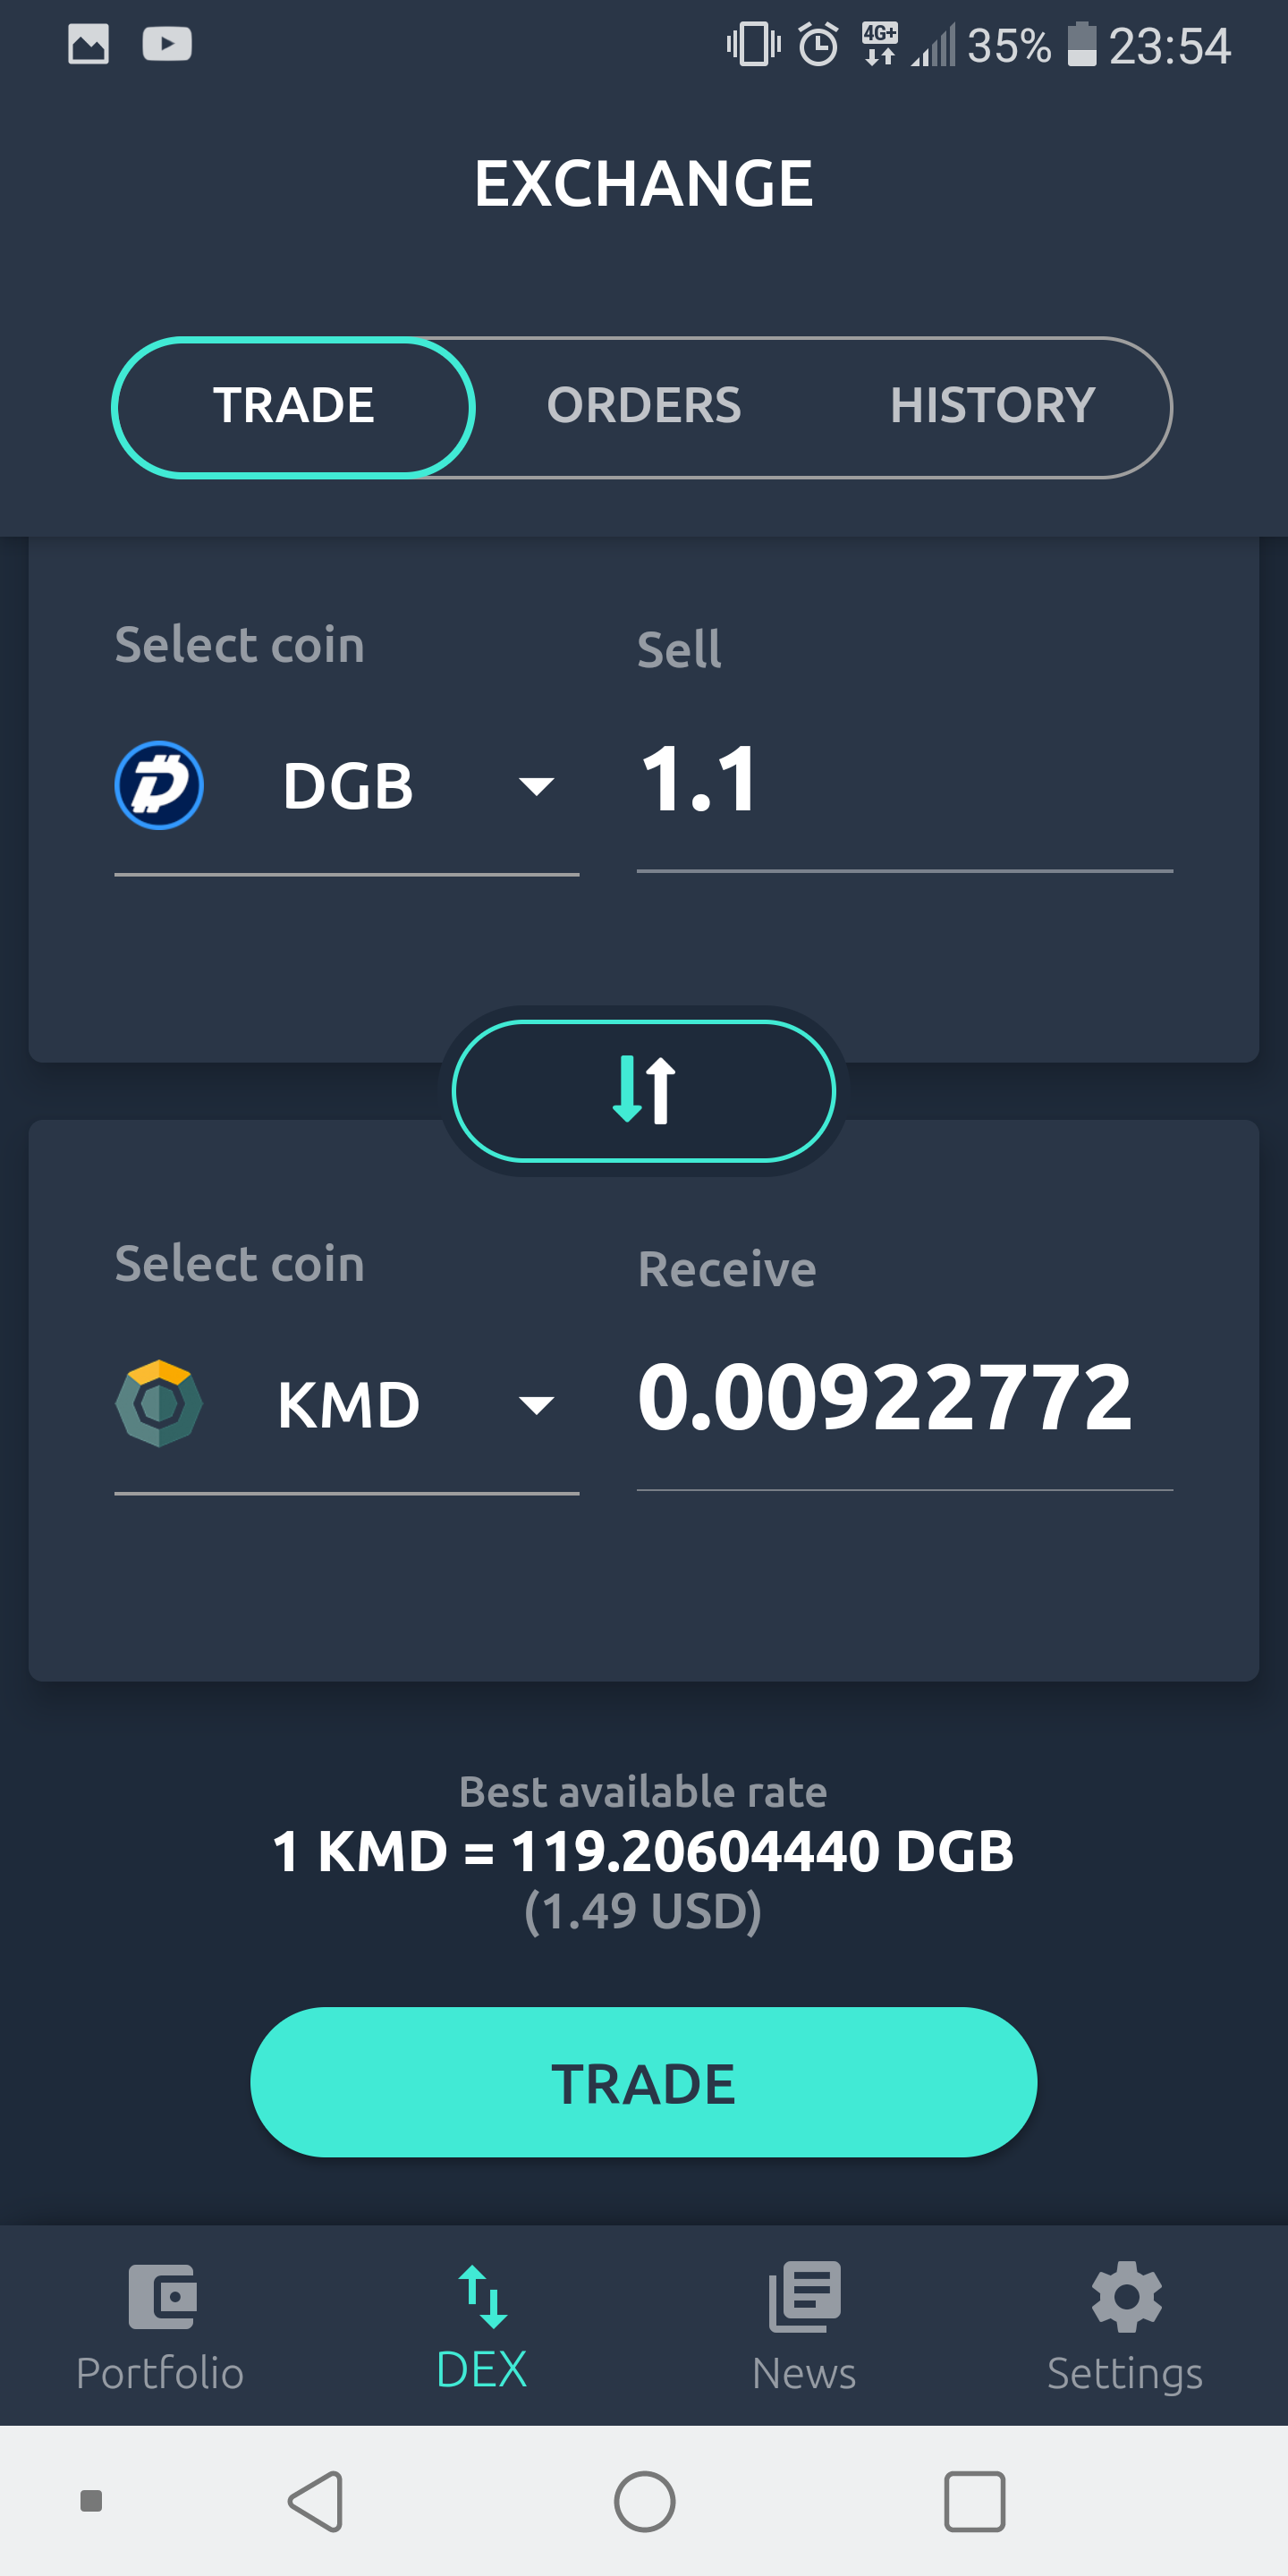 4G+ 35% 23:54
EXCHANGE
TRADE ORDERS HISTORY
Select coin Sell
DGB 1.1
Select coin Receive
KMD 0.00922772
Best available rate
1 KMD = 119.20604440 DGB
(1.49 USD)
TRADE
Portfolio DEX News Settings